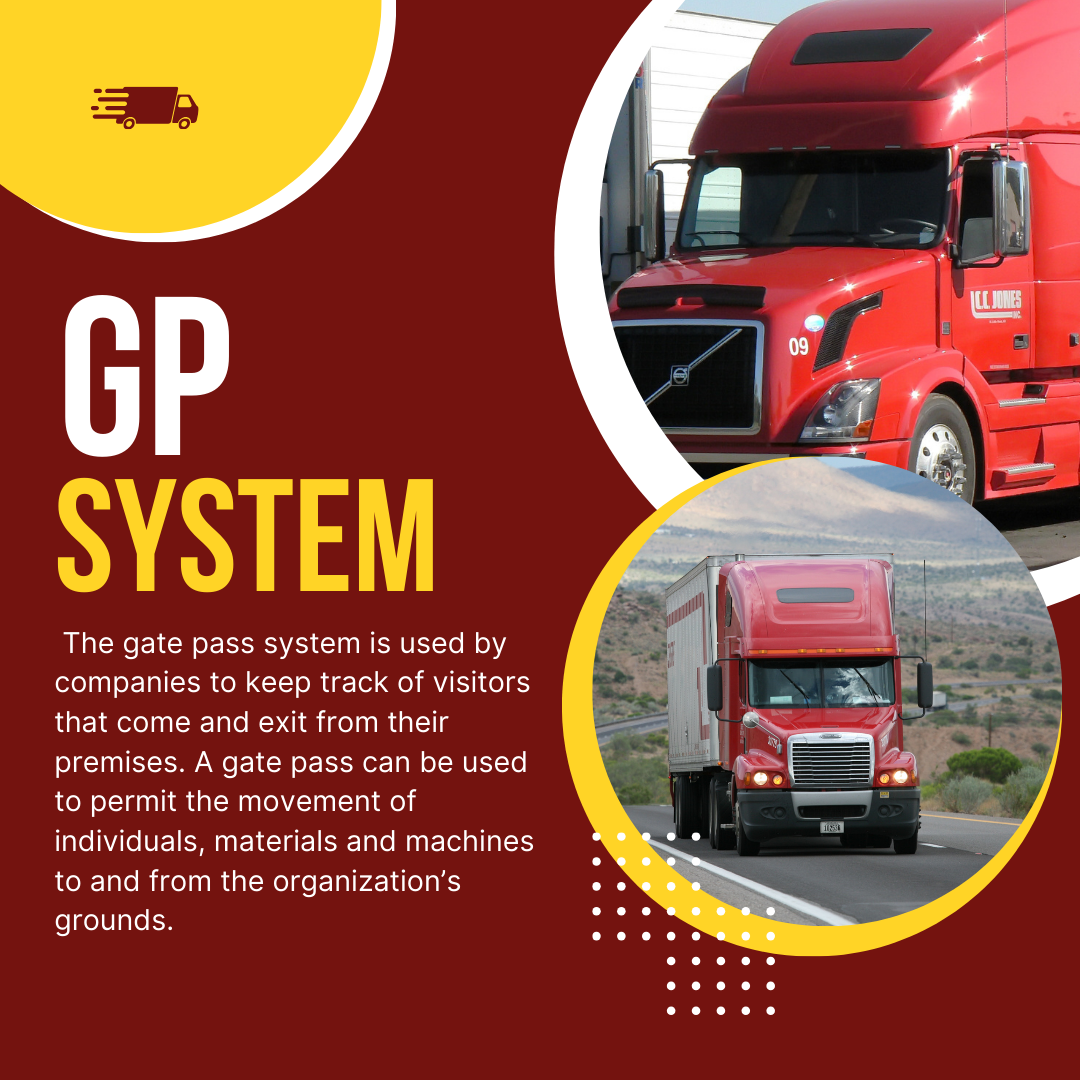 GP
SYSTEM
The gate pass system is used by
companies to keep track of visitors
that come and exit from their
premises. A gate pass can be used
to permit the movement of
individuals, materials and machines
to and from the organization’s
grounds.
C.C. JONES
INC.
09